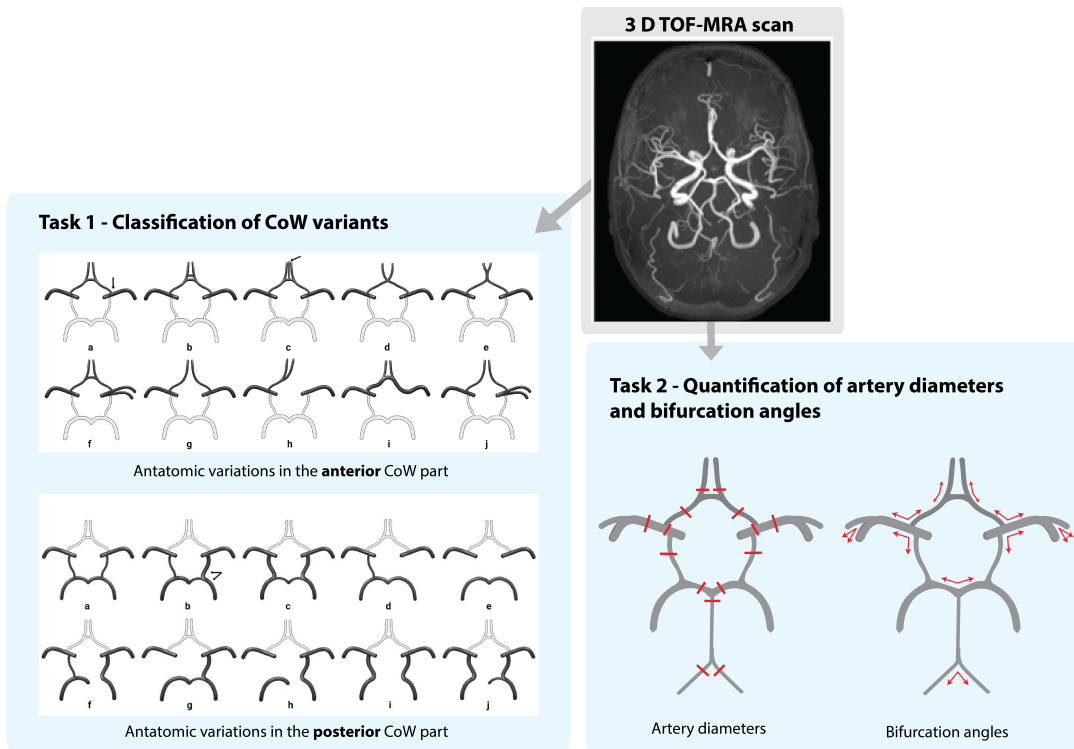 3 D TOF-MRA scan
Task 1 - Classification of CoW variants
a b c d e
f g h i j
Antatomic variations in the anterior CoW part
a b c d e
f g h i j
Antatomic variations in the posterior CoW part
Task 2 - Quantification of artery diameters
and bifurcation angles
Artery diameters
Bifurcation angles